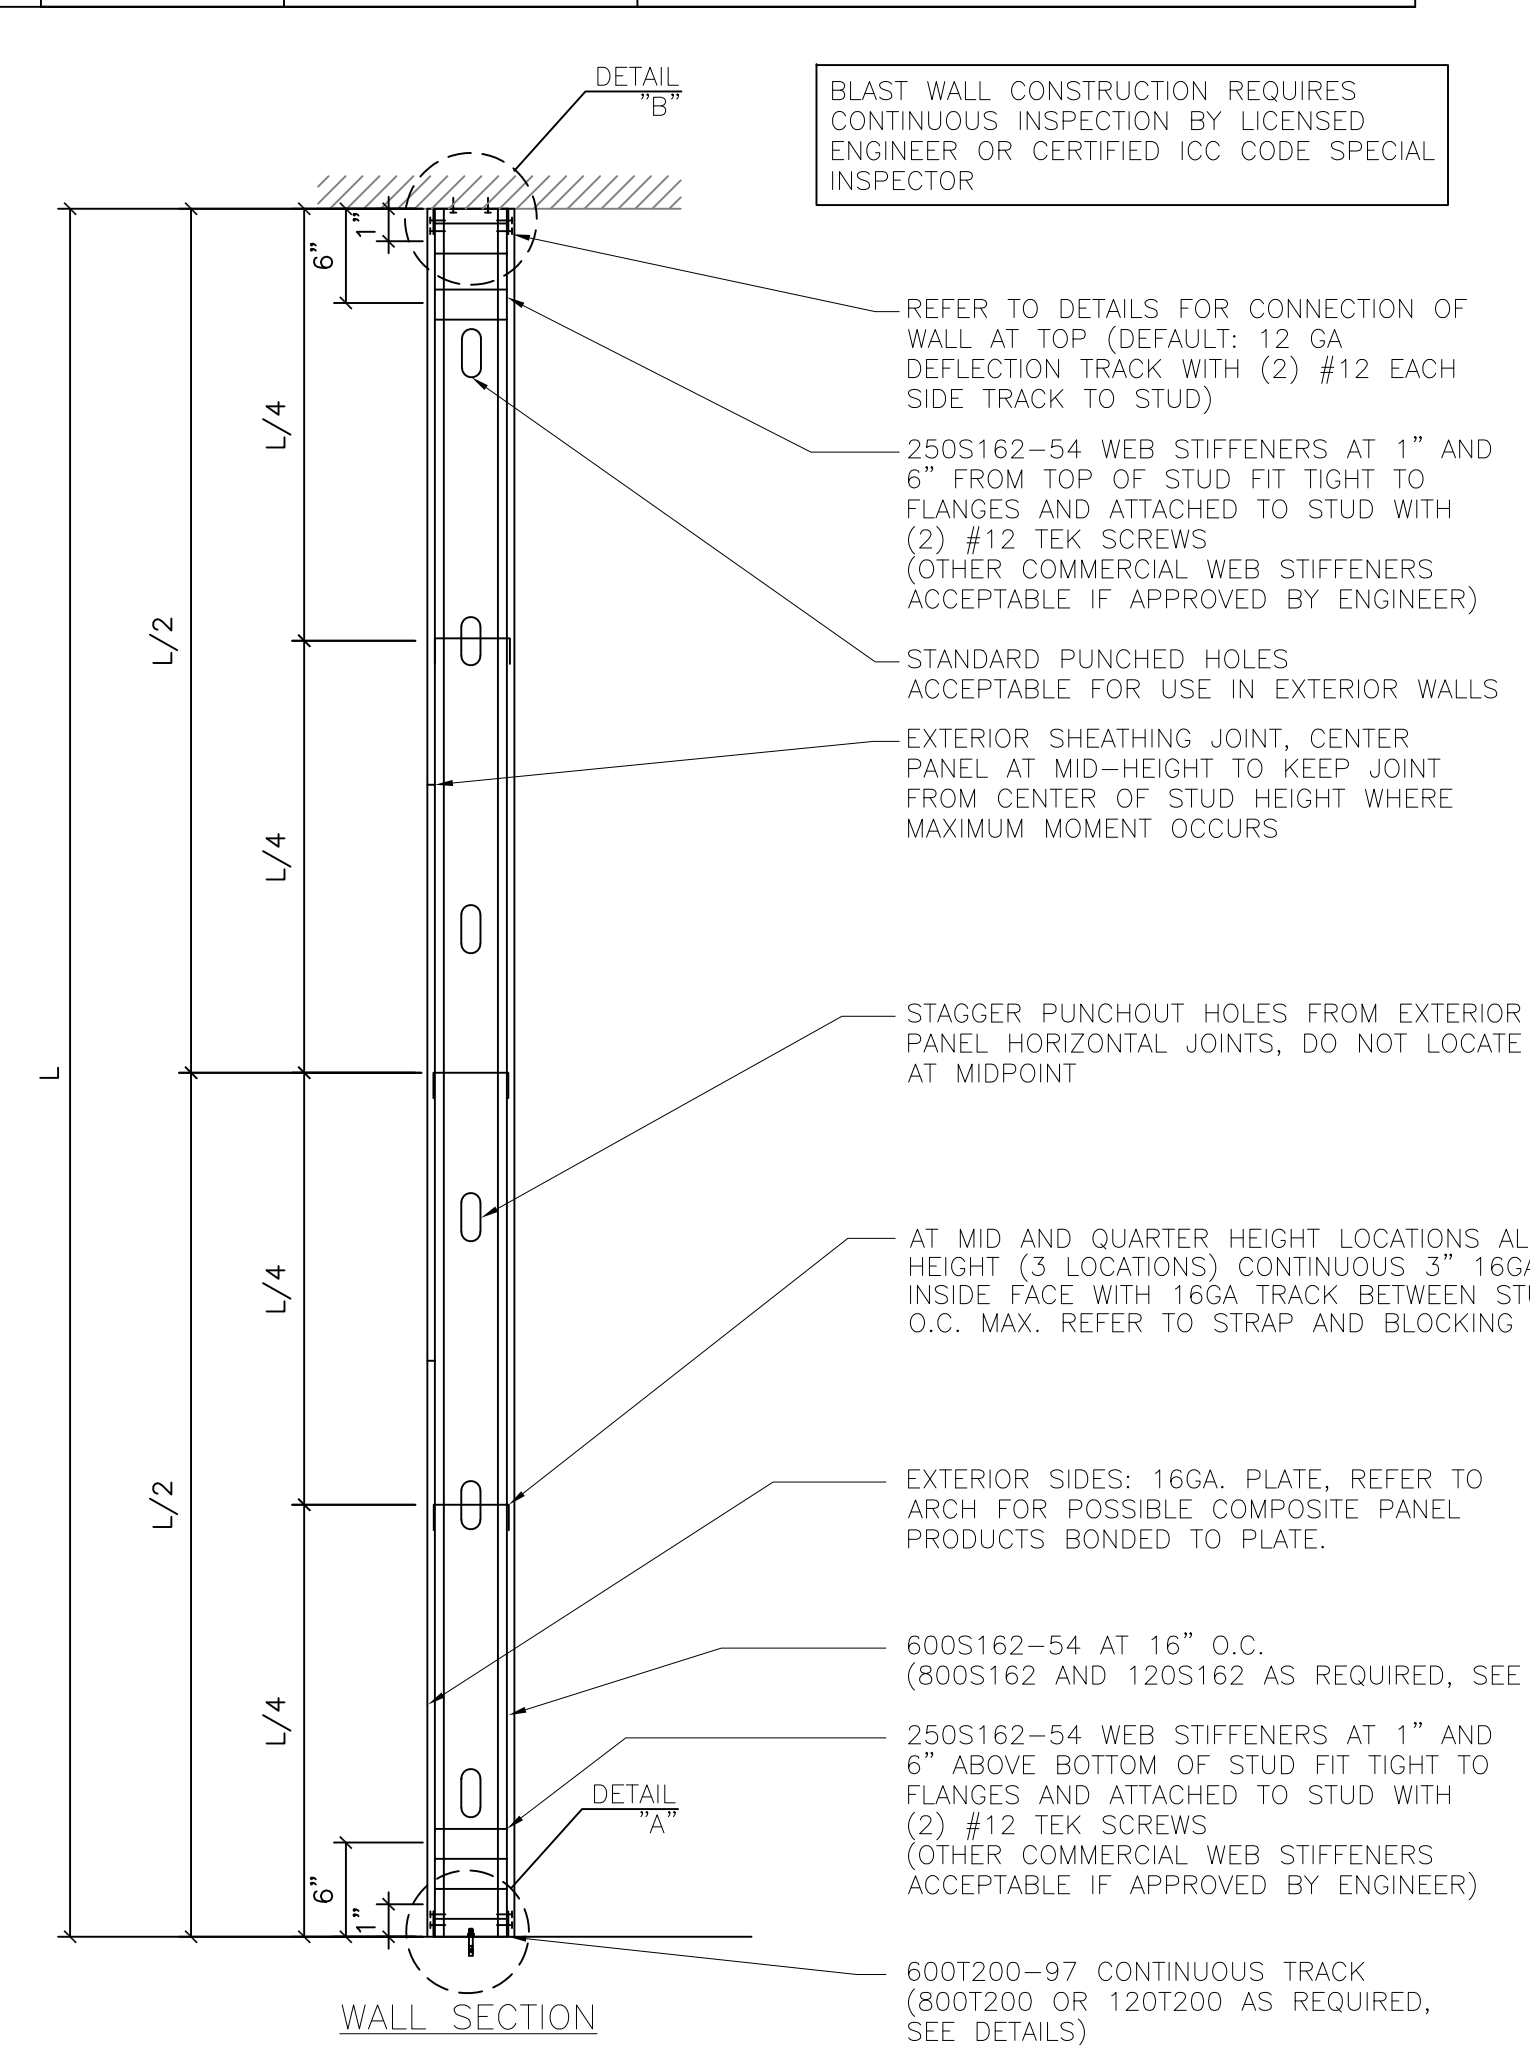 DETAIL
"B"
BLAST WALL CONSTRUCTION REQUIRES
CONTINUOUS INSPECTION BY LICENSED
ENGINEER OR CERTIFIED ICC CODE SPECIAL
INSPECTOR
1"
6"
REFER TO DETAILS FOR CONNECTION OF
WALL AT TOP (DEFAULT: 12 GA
DEFLECTION TRACK WITH (2) #12 EACH
SIDE TRACK TO STUD)
L/4
250S162-54 WEB STIFFENERS AT 1" AND
6" FROM TOP OF STUD FIT TIGHT TO
FLANGES AND ATTACHED TO STUD WITH
(2) #12 TEK SCREWS
(OTHER COMMERCIAL WEB STIFFENERS
ACCEPTABLE IF APPROVED BY ENGINEER)
L/2
STANDARD PUNCHED HOLES
ACCEPTABLE FOR USE IN EXTERIOR WALLS
EXTERIOR SHEATHING JOINT, CENTER
PANEL AT MID-HEIGHT TO KEEP JOINT
FROM CENTER OF STUD HEIGHT WHERE
MAXIMUM MOMENT OCCURS
L/4
STAGGER PUNCHOUT HOLES FROM EXTERIOR
PANEL HORIZONTAL JOINTS, DO NOT LOCATE
AT MIDPOINT
L
L/4
AT MID AND QUARTER HEIGHT LOCATIONS AL
HEIGHT (3 LOCATIONS) CONTINUOUS 3" 16GA
INSIDE FACE WITH 16GA TRACK BETWEEN STU
O.C. MAX. REFER TO STRAP AND BLOCKING
L/2
EXTERIOR SIDES: 16GA. PLATE, REFER TO
ARCH FOR POSSIBLE COMPOSITE PANEL
PRODUCTS BONDED TO PLATE.
600S162-54 AT 16" O.C.
(800S162 AND 120S162 AS REQUIRED, SEE
L/4
250S162-54 WEB STIFFENERS AT 1" AND
6" ABOVE BOTTOM OF STUD FIT TIGHT TO
FLANGES AND ATTACHED TO STUD WITH
(2) #12 TEK SCREWS
(OTHER COMMERCIAL WEB STIFFENERS
ACCEPTABLE IF APPROVED BY ENGINEER)
DETAIL
"A"
6"
1"
600T200-97 CONTINUOUS TRACK
(800T200 OR 120T200 AS REQUIRED,
SEE DETAILS)
WALL SECTION